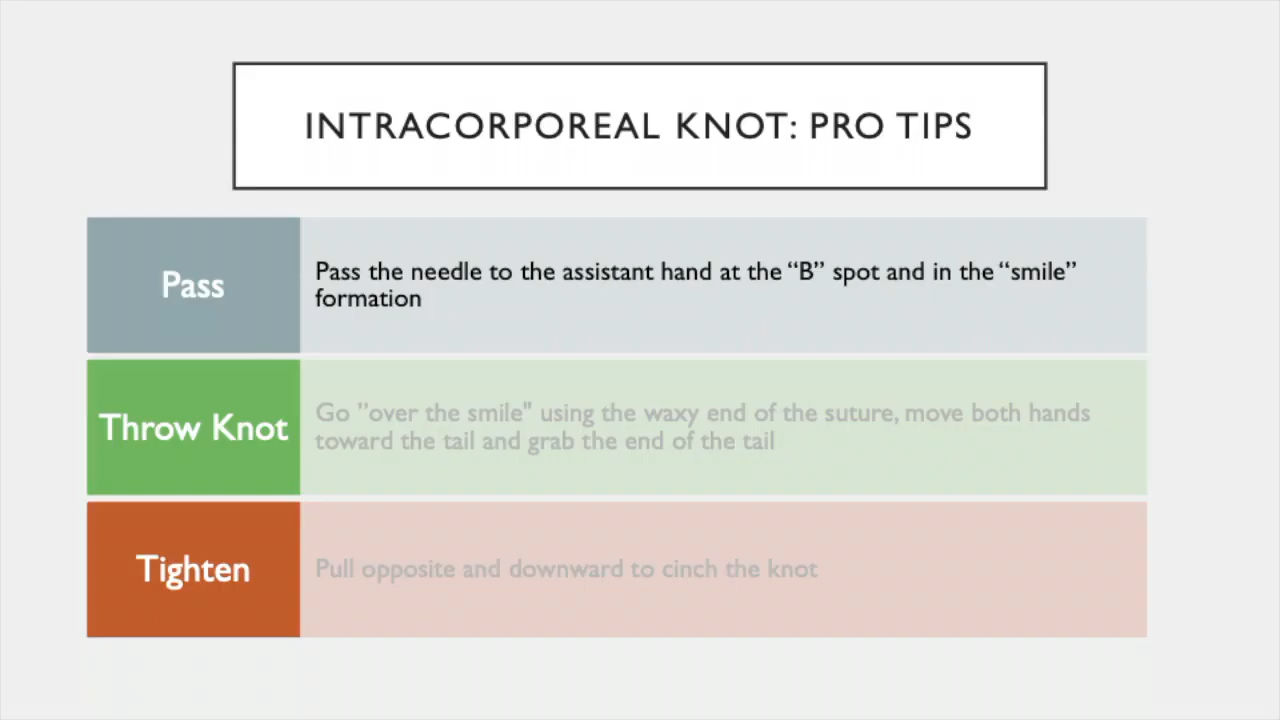 INTRACORPOREAL KNOT: PRO TIPS
Pass
Pass the needle to the assistant hand at the “B” spot and in the “smile”
formation
Throw Knot
Go ”over the smile" using the waxy end of the suture, move both hands
toward the tail and grab the end of the tail
Tighten
Pull opposite and downward to cinch the knot